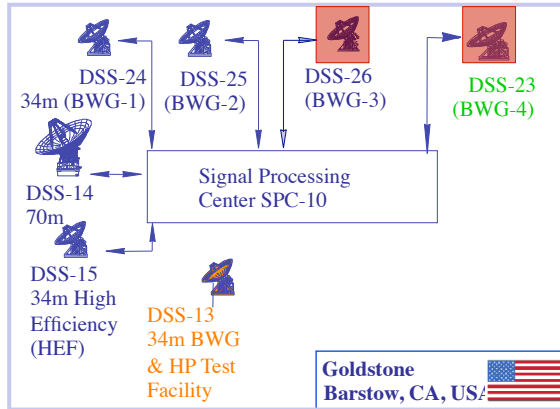 DSS-24
34m (BWG-1)
DSS-25
(BWG-2)
DSS-26
(BWG-3)
DSS-23
(BWG-4)
Signal Processing
Center SPC-10
DSS-14
70m
DSS-15
34m High
Efficiency
(HEF)
DSS-13
34m BWG
& HP Test
Facility
Goldstone
Barstow, CA, USA